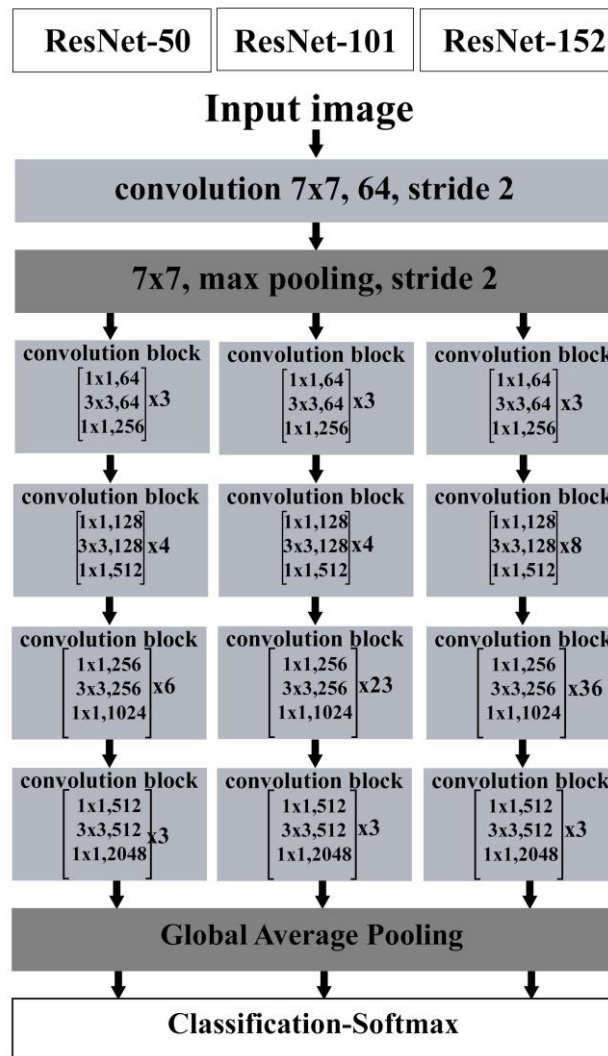 ResNet-50 ResNet-101 ResNet-152
Input image
convolution 7x7, 64, stride 2
7x7, max pooling, stride 2
convolution block convolution block convolution block
1x1,64 1x1,64 1x1,64
3x3,64 x3 3x3,64 x3 3x3,64 x3
1x1,256 1x1,256 1x1,256
convolution block convolution block convolution block
1x1,128 1x1,128 1x1,128
3x3,128 x4 3x3,128 x4 3x3,128 x8
1x1,512 1x1,512 1x1,512
convolution block convolution block convolution block
1x1,256 1x1,256 1x1,256
3x3,256 x6 3x3,256 x23 3x3,256 x36
1x1,1024 1x1,1024 1x1,1024
convolution block convolution block convolution block
1x1,512 1x1,512 1x1,512
3x3,512 x3 3x3,512 x3 3x3,512 x3
1x1,2048 1x1,2048 1x1,2048
Global Average Pooling
Classification-Softmax